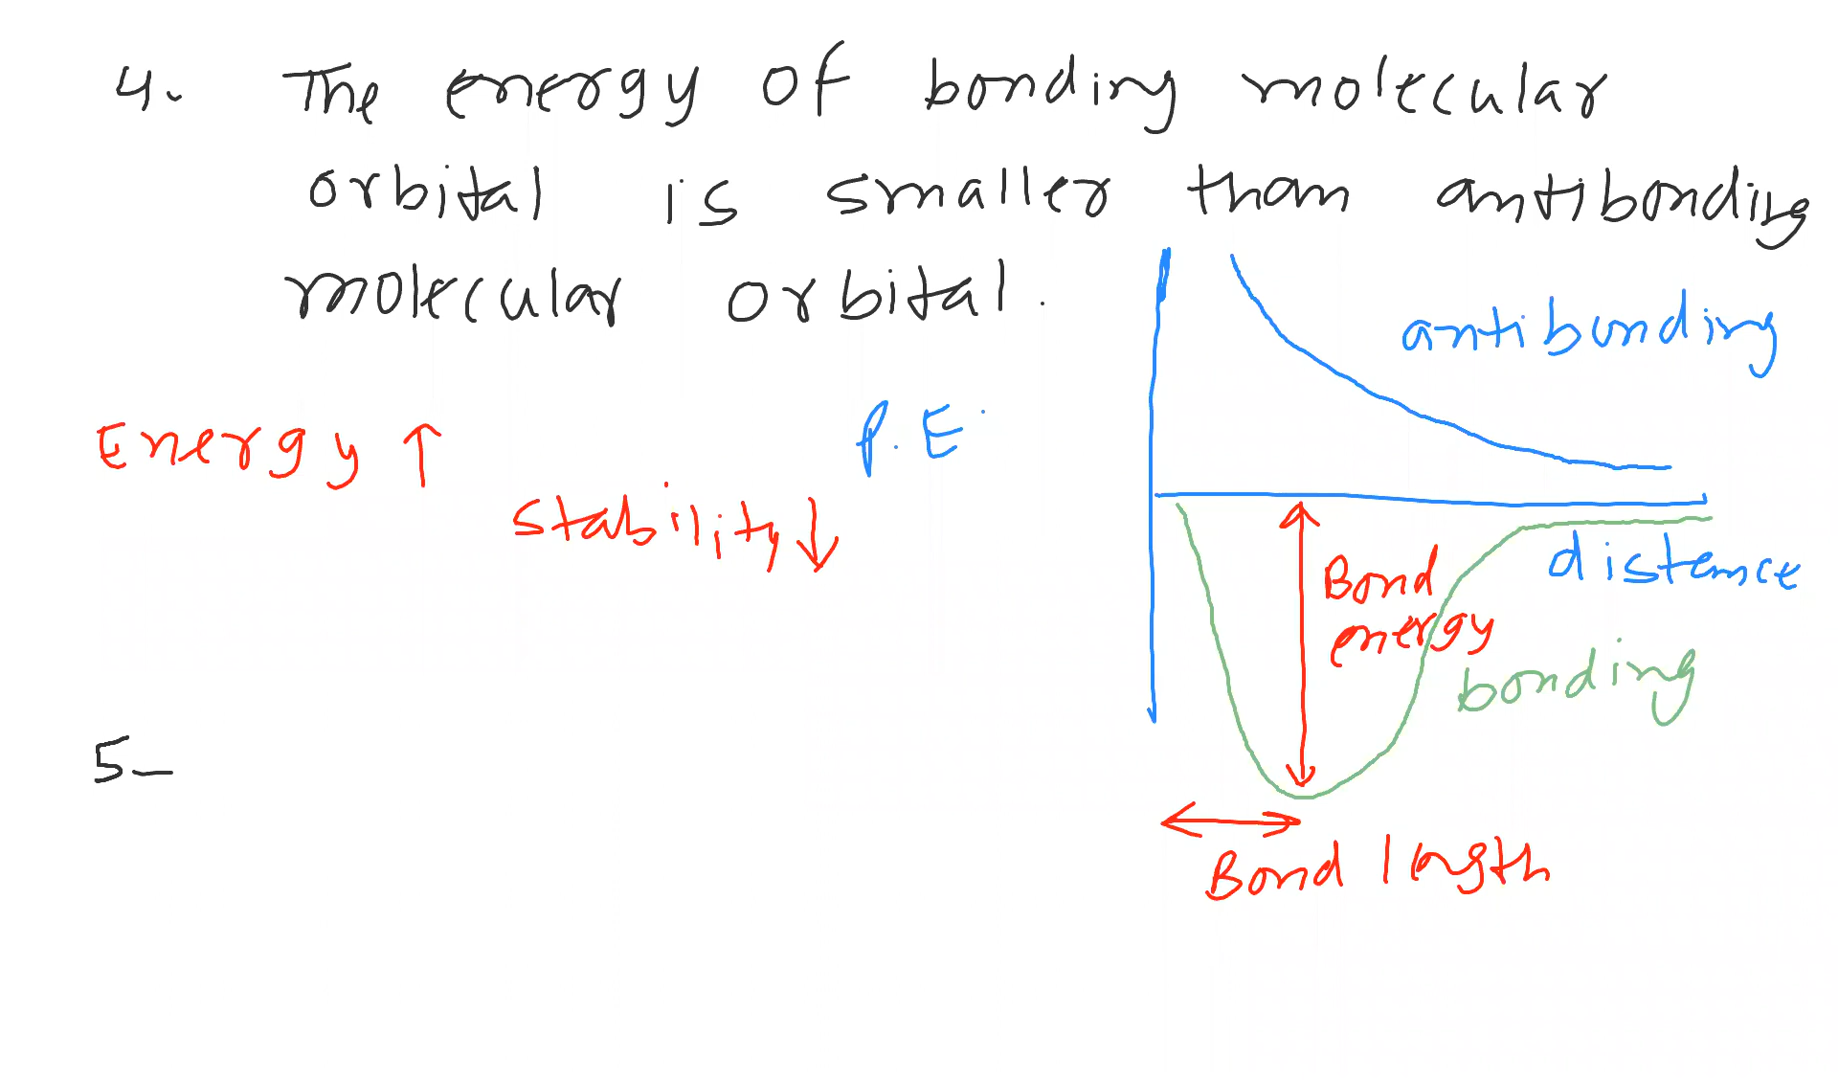 4. The energy of bonding molecular
orbital is smaller than antibonding
molecular orbital.
antibonding
Energy ↑
P.E.
stability ↓
distance
Bond
energy
bonding
5-
Bond length